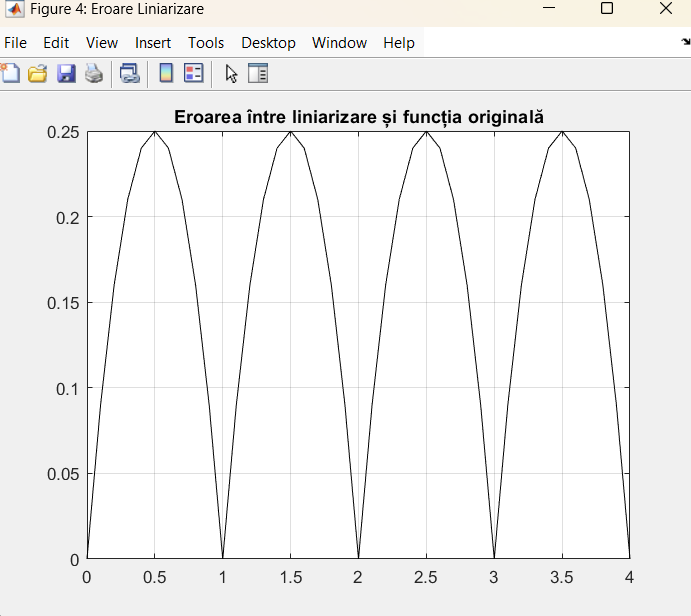 Figure 4: Eroare Liniarizare
File Edit View Insert Tools Desktop Window Help
Eroarea între liniarizare și funcția originală
0.25
0.2
0.15
0.1
0.05
0
0 0.5 1 1.5 2 2.5 3 3.5 4